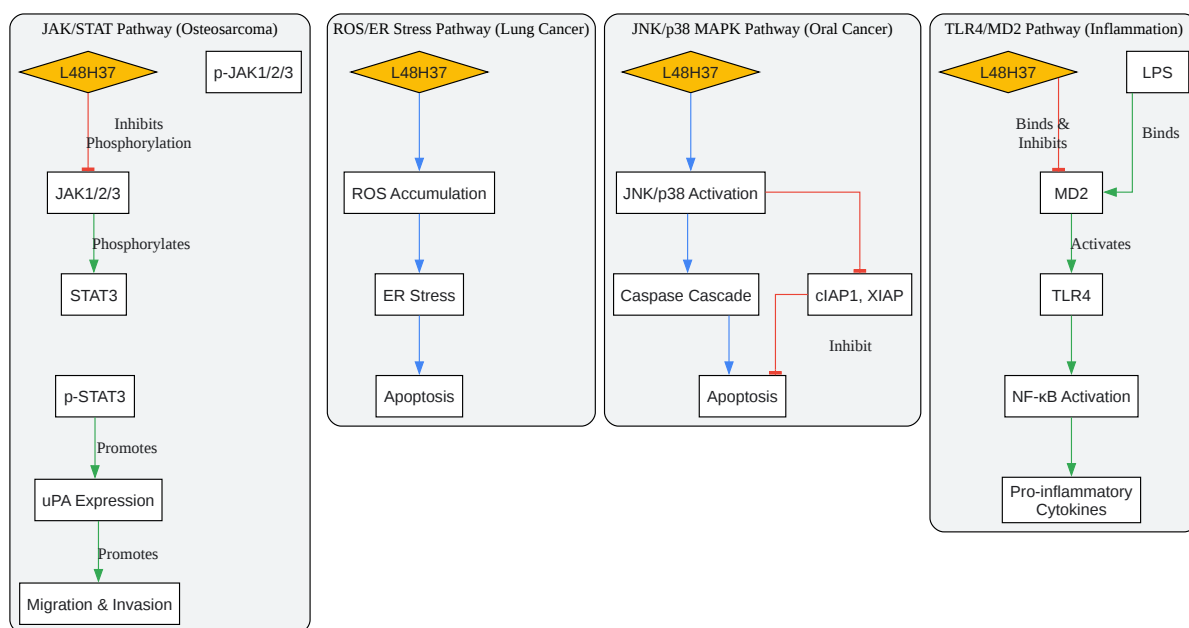 JAK/STAT Pathway (Osteosarcoma)
L48H37
p-JAK1/2/3
Inhibits
Phosphorylation
JAK1/2/3
Phosphorylates
STAT3
p-STAT3
Promotes
uPA Expression
Promotes
Migration & Invasion
ROS/ER Stress Pathway (Lung Cancer)
L48H37
ROS Accumulation
ER Stress
Apoptosis
JNK/p38 MAPK Pathway (Oral Cancer)
L48H37
JNK/p38 Activation
Caspase Cascade
cIAP1, XIAP
Inhibit
Apoptosis
TLR4/MD2 Pathway (Inflammation)
L48H37
LPS
Binds &
Inhibits
Binds
MD2
Activates
TLR4
NF-κB Activation
Pro-inflammatory
Cytokines